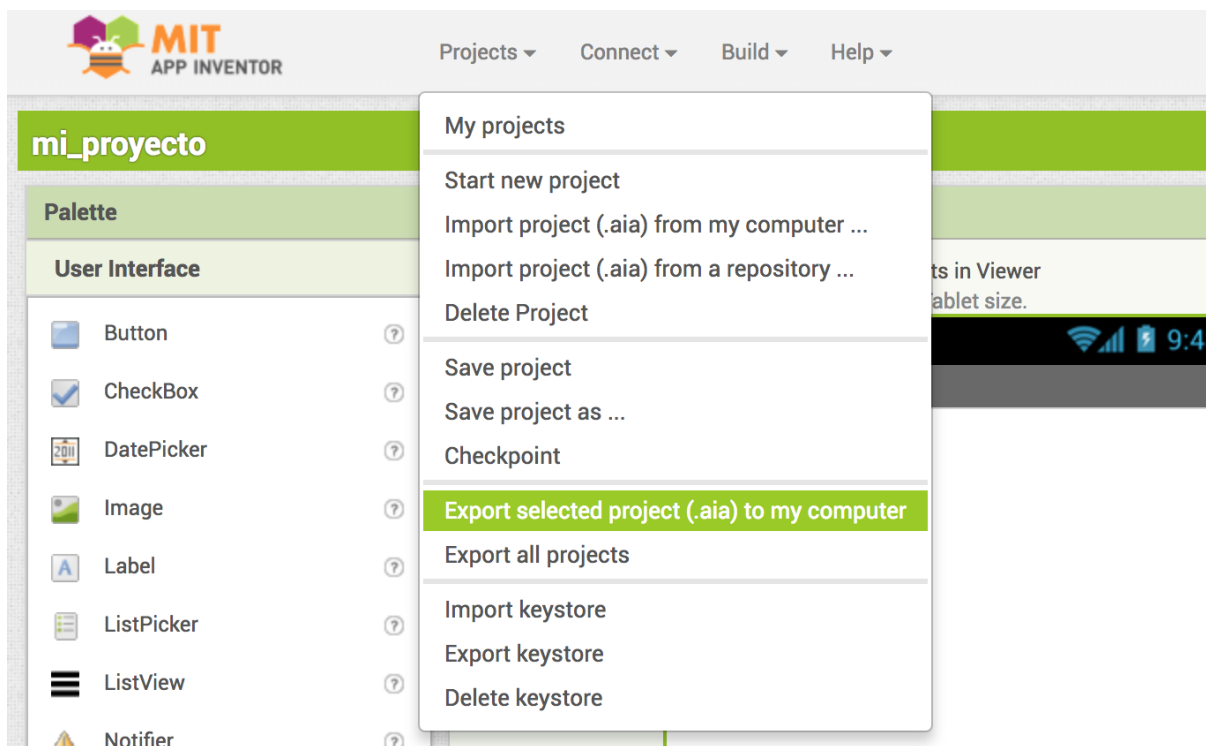 MIT
APP INVENTOR
Projects
Connect
Build
Help
mi_proyecto
Palette
User Interface
Button
?
CheckBox
?
DatePicker
?
Image
?
Label
?
ListPicker
?
ListView
?
Notifier
?
My projects
Start new project
Import project (.aia) from my computer ...
Import project (.aia) from a repository ...
Delete Project
Save project
Save project as ...
Checkpoint
Export selected project (.aia) to my computer
Export all projects
Import keystore
Export keystore
Delete keystore
ts in Viewer
ablet size.
9:4